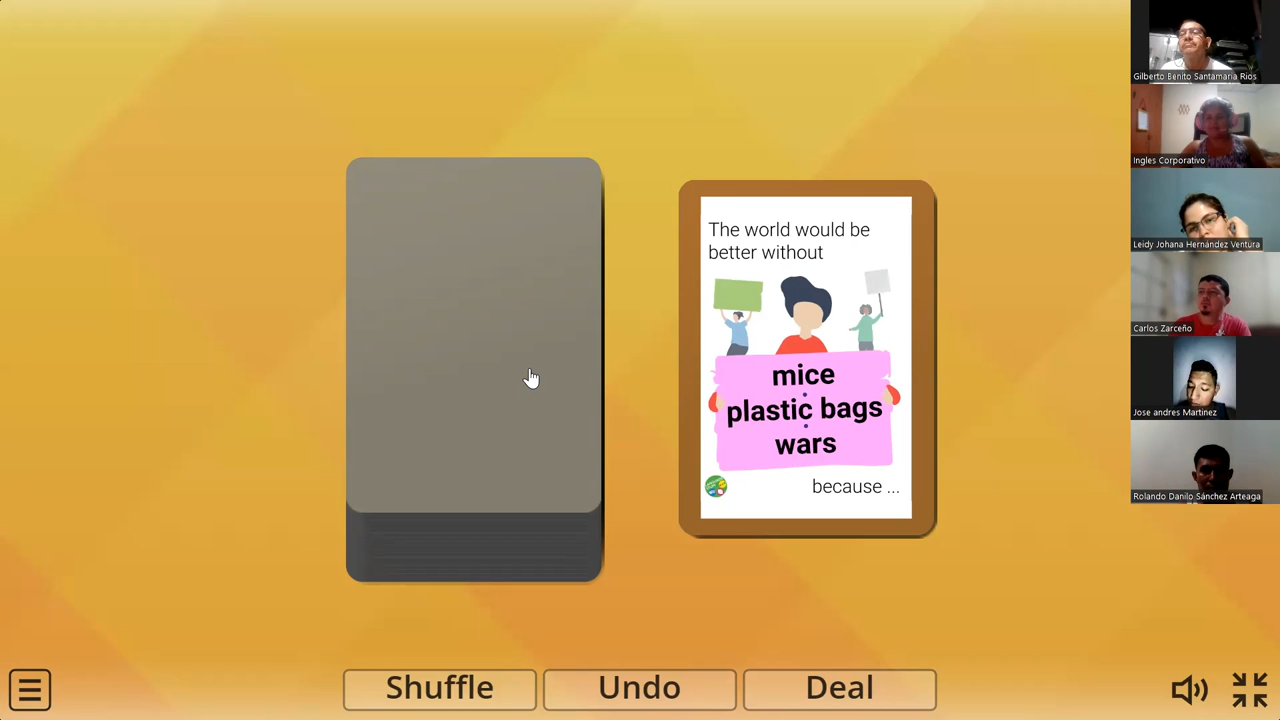 The world would be
better without
mice
plastic bags
wars
because ...
Shuffle
Undo
Deal
Gilberto Benito Santamaria Rios
Ingles Corporativo
Leidy Johana Hernández Ventura
Carlos Zarceño
Jose andres Martinez
Rolando Danilo Sánchez Arteaga